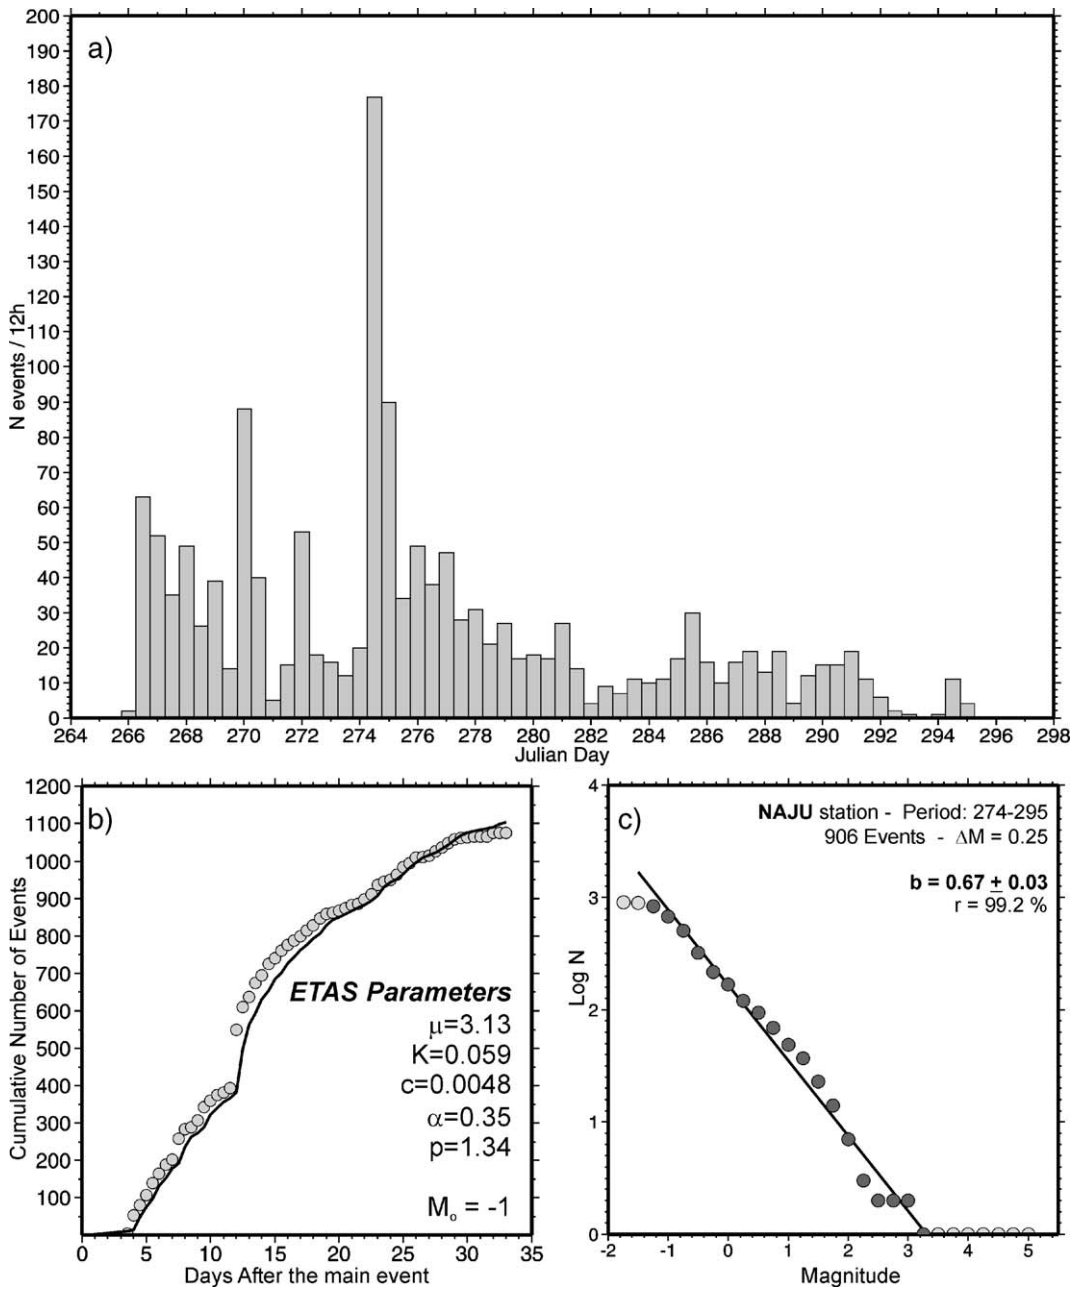 a)
200
190
180
170
160
150
140
130
120
110
100
90
80
70
60
50
40
30
20
10
0
N events / 12h
264 266 268 270 272 274 276 278 280 282 284 286 288 290 292 294 296 298
Julian Day
b)
1200
1100
1000
900
800
700
600
500
400
300
200
100
Cumulative Number of Events
ETAS Parameters
μ=3.13
K=0.059
c=0.0048
α=0.35
p=1.34
Mo = -1
0 5 10 15 20 25 30 35
Days After the main event
c)
NAJU station - Period: 274-295
906 Events - ΔM = 0.25
b = 0.67 ± 0.03
r = 99.2 %
4
3
2
1
0
Log N
-2 -1 0 1 2 3 4 5
Magnitude